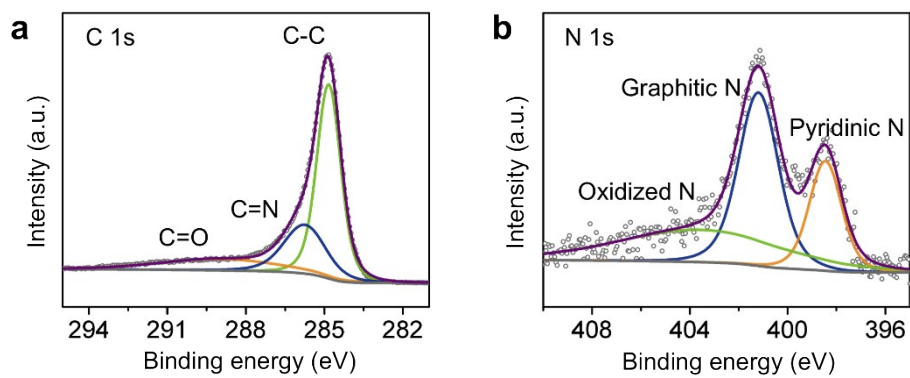 a
C 1s
C-C
C=N
C=O
Intensity (a.u.)
294 291 288 285 282
Binding energy (eV)
b
N 1s
Graphitic N
Pyridinic N
Oxidized N
Intensity (a.u.)
408 404 400 396
Binding energy (eV)